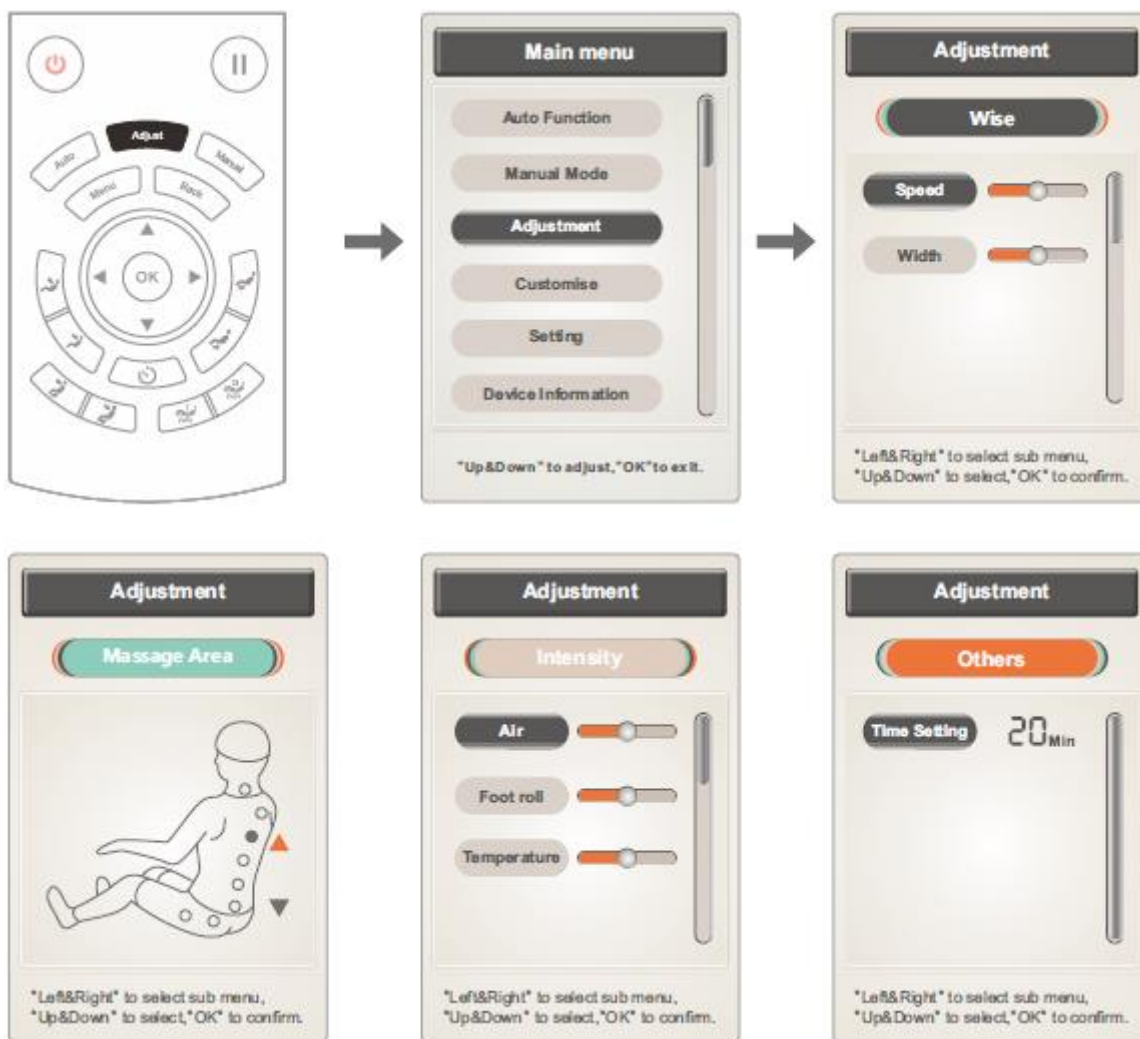 Adjust
Auto
Manual
Menu
Back
OK
Main menu
Auto Function
Manual Mode
Adjustment
Customise
Setting
Device Information
"Up&Down" to adjust,"OK"to exit.
Adjustment
Wise
Speed
Width
"Left&Right" to select sub menu,
"Up&Down" to select,"OK" to confirm.
Adjustment
Massage Area
"Left&Right" to select sub menu,
"Up&Down" to select,"OK" to confirm.
Adjustment
Intensity
Air
Foot roll
Temperature
"Left&Right" to select sub menu,
"Up&Down" to select,"OK" to confirm.
Adjustment
Others
Time Setting 20 Min
"Left&Right" to select sub menu,
"Up&Down" to select,"OK" to confirm.